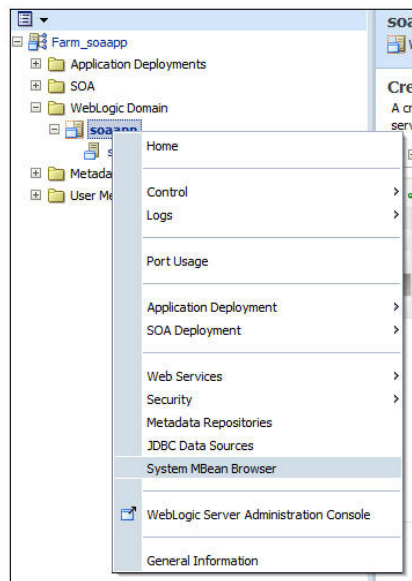 Farm_soaapp
soa
Application Deployments
SOA
Cre
WebLogic Domain
A cr
soaapp
serv
Home
s
Metada
User Me
Control
Logs
Port Usage
Application Deployment
SOA Deployment
Web Services
Security
Metadata Repositories
JDBC Data Sources
System MBean Browser
WebLogic Server Administration Console
General Information